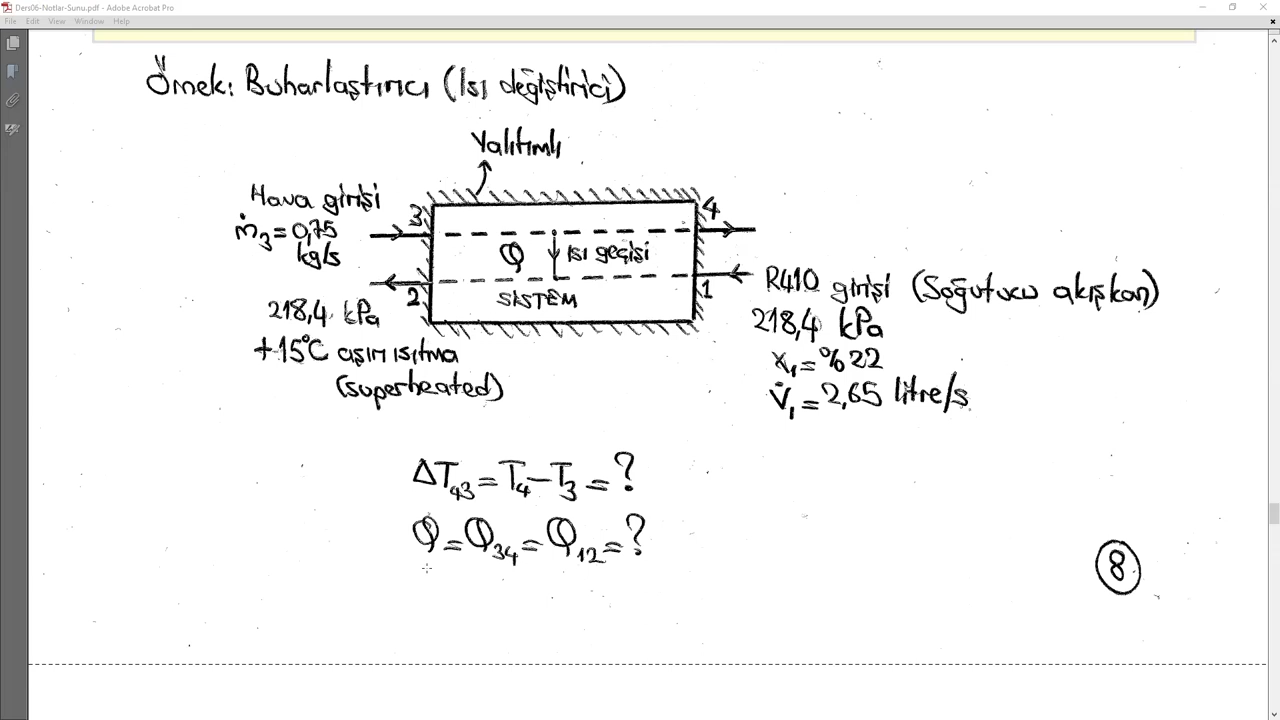 Ders06-Notlar-Sunu.pdf - Adobe Acrobat Pro
File Edit View Window Help
Örnek: Buharlaştırıcı (Isı değiştirici)
Yalıtımlı
Hava girişi
ṁ₃ = 0,75
kg/s
3
4
Q ısı geçişi
SİSTEM
2
1
218,4 kPa
+15°C aşırı ısıtma
(superheated)
R410 girişi (Soğutucu akışkan)
218,4 kPa
x₁ = %22
V̇₁ = 2,65 litre/s
ΔT₄₃ = T₄ − T₃ = ?
Q = Q₃₄ = Q₁₂ = ?
8